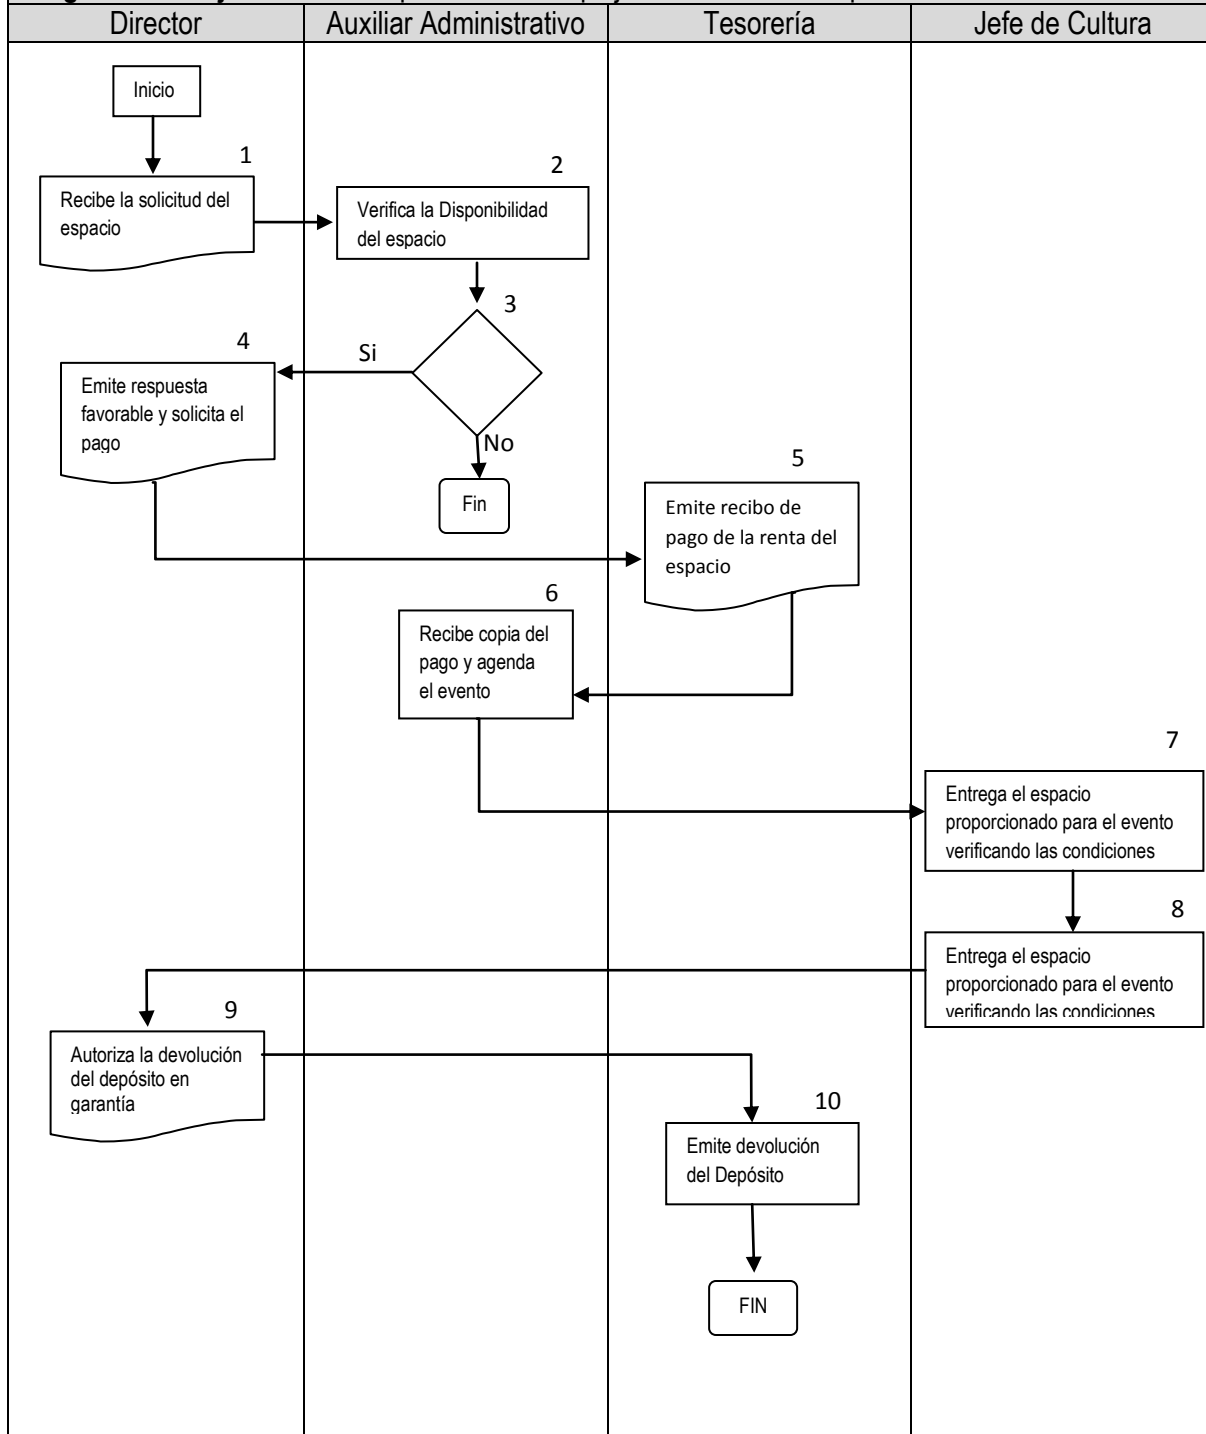 Director
Auxiliar Administrativo
Tesorería
Jefe de Cultura
Inicio
1
Recibe la solicitud del
espacio
2
Verifica la Disponibilidad
del espacio
3
Si
No
4
Emite respuesta
favorable y solicita el
pago
Fin
5
Emite recibo de
pago de la renta del
espacio
6
Recibe copia del
pago y agenda
el evento
7
Entrega el espacio
proporcionado para el evento
verificando las condiciones
8
Entrega el espacio
proporcionado para el evento
verificando las condiciones
9
Autoriza la devolución
del depósito en
garantía
10
Emite devolución
del Depósito
FIN